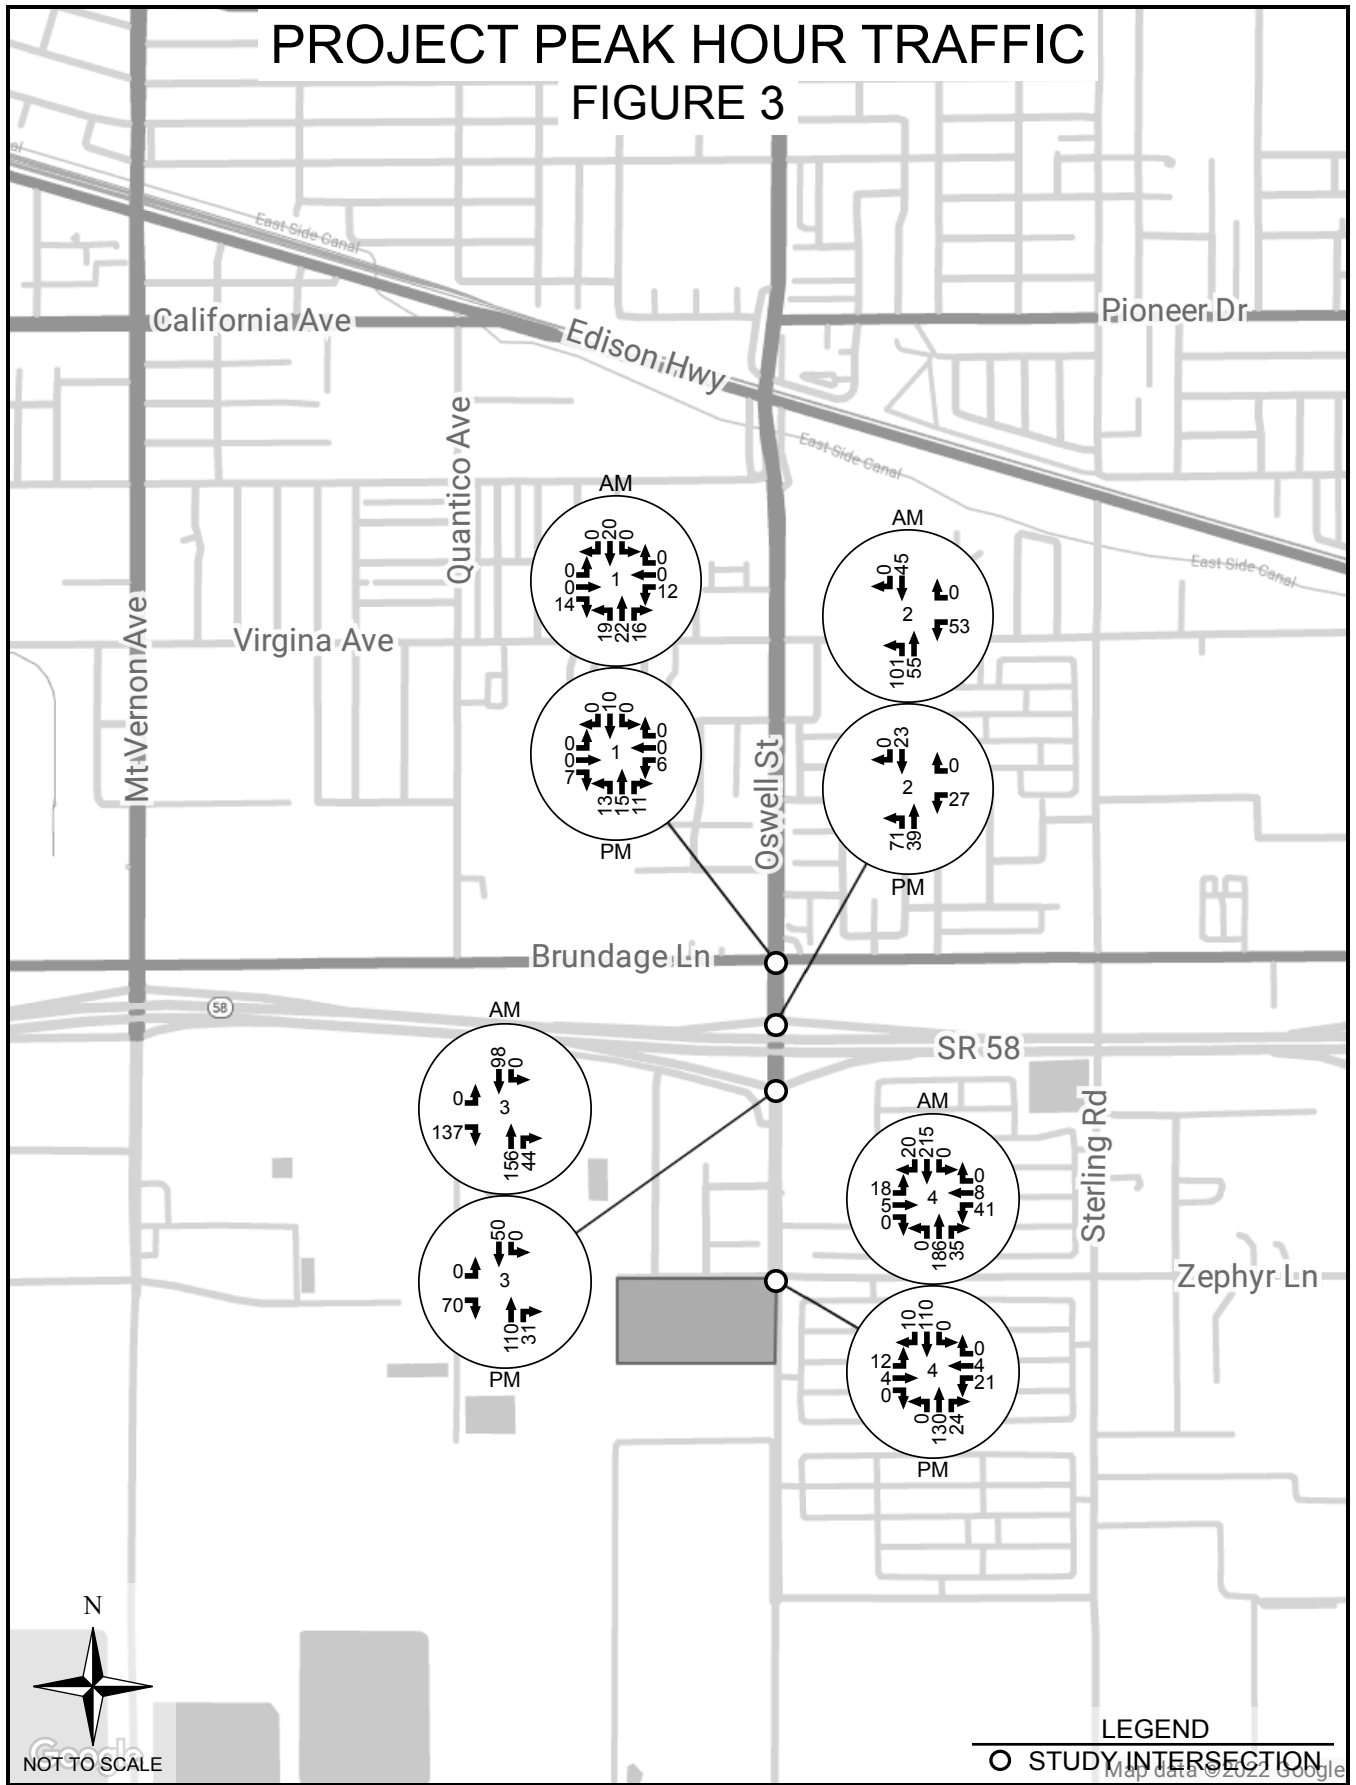 PROJECT PEAK HOUR TRAFFIC
FIGURE 3
al
East Side Canal
California Ave
Pioneer Dr
Edison Hwy
Quantico Ave
East Side Canal
East Side Canal
Mt Vernon Ave
Virgina Ave
Oswell St
AM
0 20 0
0 0
0 1 0
14 12
19 22 16
0 10 0
0 0
0 1 0
7 6
13 15 11
PM
AM
0 45
0
2
53
101 55
0 23
0
2
27
71 39
PM
Brundage Ln
58
SR 58
Sterling Rd
AM
98 0
0
3
137
156 44
50 0
0
3
70
110 31
PM
AM
20 215 0
18 0
5 4 8
0 41
0 186 35
10 110 0
12 0
4 4 4
0 21
0 130 24
PM
Zephyr Ln
N
Google
NOT TO SCALE
LEGEND
STUDY INTERSECTION
Map data ©2022 Google